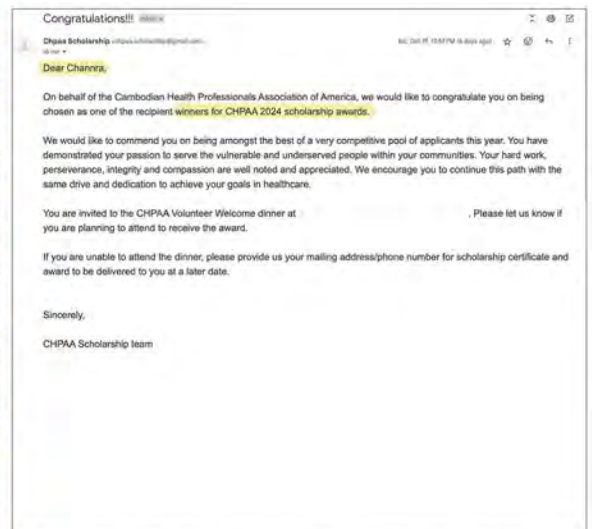 Congratulations!!!
Chpaa Scholarship
to me
Dear Channra,
On behalf of the Cambodian Health Professionals Association of America, we would like to congratulate you on being
chosen as one of the recipient winners for CHPAA 2024 scholarship awards.
We would like to commend you on being amongst the best of a very competitive pool of applicants this year. You have
demonstrated your passion to serve the vulnerable and underserved people within your communities. Your hard work,
perseverance, integrity and compassion are well noted and appreciated. We encourage you to continue this path with the
same drive and dedication to achieve your goals in healthcare.
You are invited to the CHPAA Volunteer Welcome dinner at . Please let us know if
you are planning to attend to receive the award.
If you are unable to attend the dinner, please provide us your mailing address/phone number for scholarship certificate and
award to be delivered to you at a later date.
Sincerely,
CHPAA Scholarship team